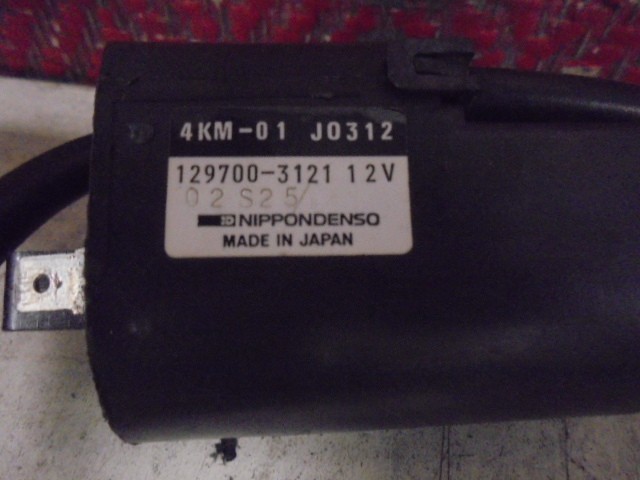 4KM-01 J0312
129700-3121 12V
02 S25/
NIPPONDENSO
MADE IN JAPAN